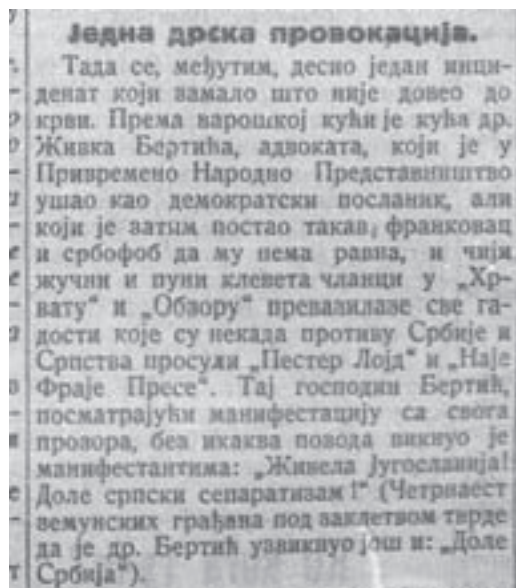 Једна дрска провокација.
Тада се, међутим, десио један инци-
денат који замало што није довео до
крви. Према варошкој кући је кућа др.
Живка Бертића, адвоката, који је у
Привремено Народно Представништво
ушао као демократски посланик, али
који је затим постао такав франковац
и србофоб да му нема равна, и чији
жучни и пуни клевета чланци у „Хр-
вату“ и „Обзору“ превазилазе све га-
дости које су некада противу Србије и
Српства просули „Пестер Лојд“ и „Наје
Фраје Пресе“. Тај господин Бертић,
посматрајући манифестацију са свога
прозора, без икаква повода викнуо је
манифестантима: „Живела Југославија!
Доле српски сепаратизам!“ (Четрнаест
земунских грађана под заклетвом тврде
да је др. Бертић узвикнуо још и: „Доле
Србија“).